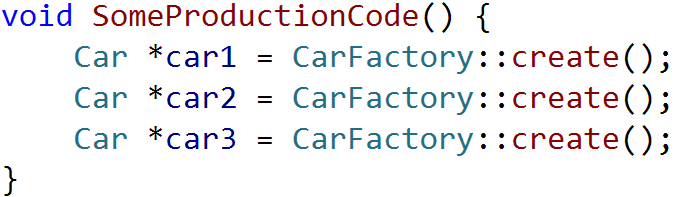 void SomeProductionCode() {
    Car *car1 = CarFactory::create();
    Car *car2 = CarFactory::create();
    Car *car3 = CarFactory::create();
}